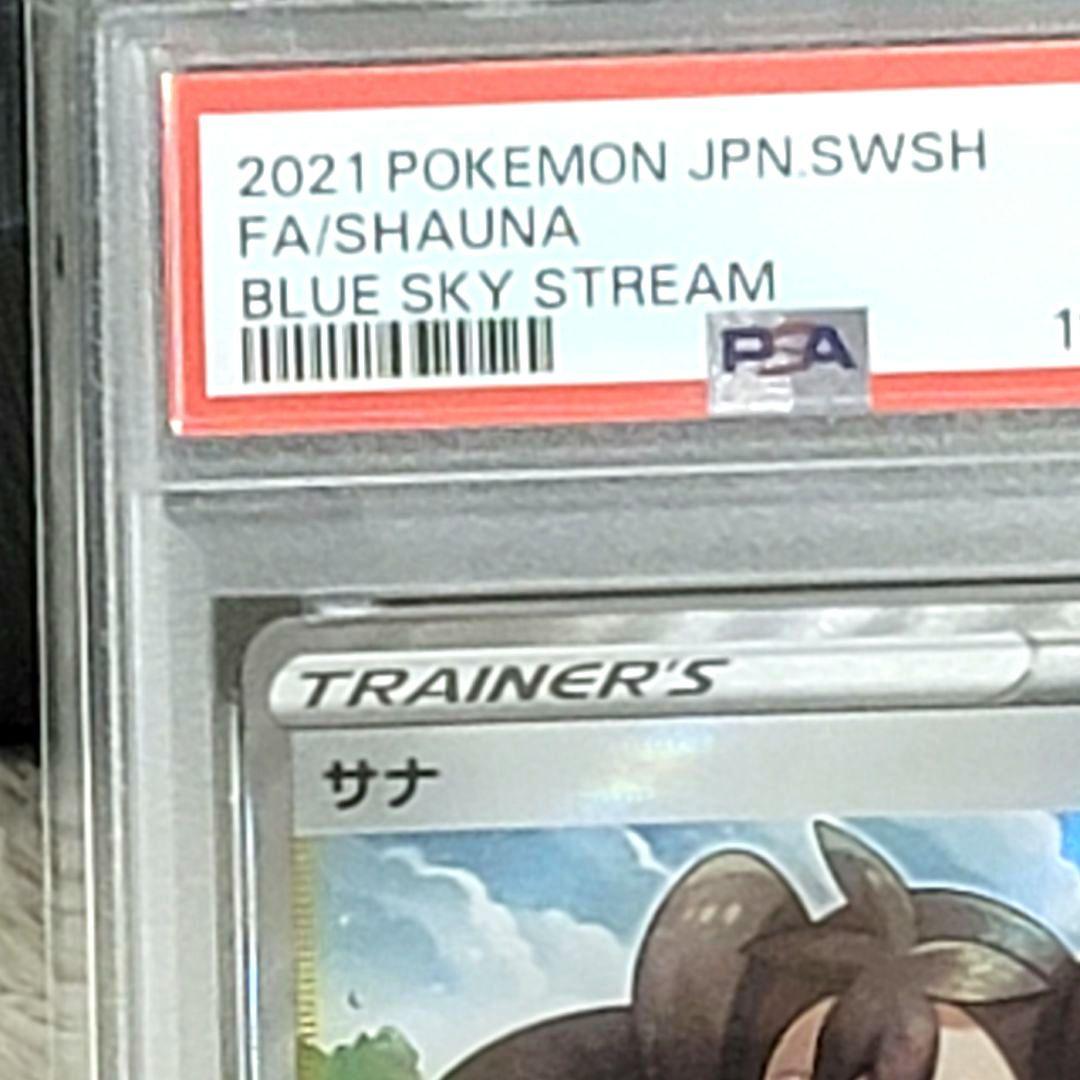 2021 POKEMON JPN.SWSH
FA/SHAUNA
BLUE SKY STREAM
PSA
TRAINER'S
サナ